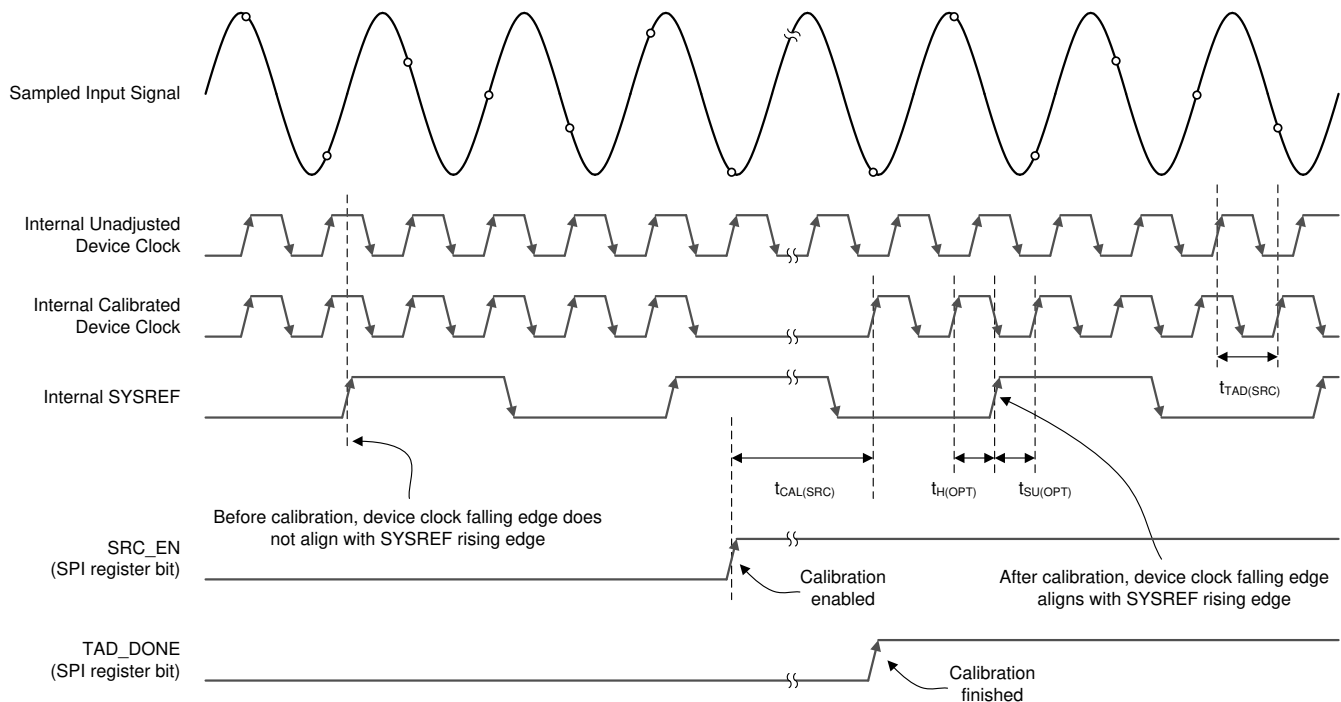 Sampled Input Signal
Internal Unadjusted
Device Clock
Internal Calibrated
Device Clock
Internal SYSREF
tTAD(SRC)
tCAL(SRC)
tH(OPT)
tSU(OPT)
Before calibration, device clock falling edge does
not align with SYSREF rising edge
SRC_EN
(SPI register bit)
Calibration
enabled
After calibration, device clock falling edge
aligns with SYSREF rising edge
TAD_DONE
(SPI register bit)
Calibration
finished